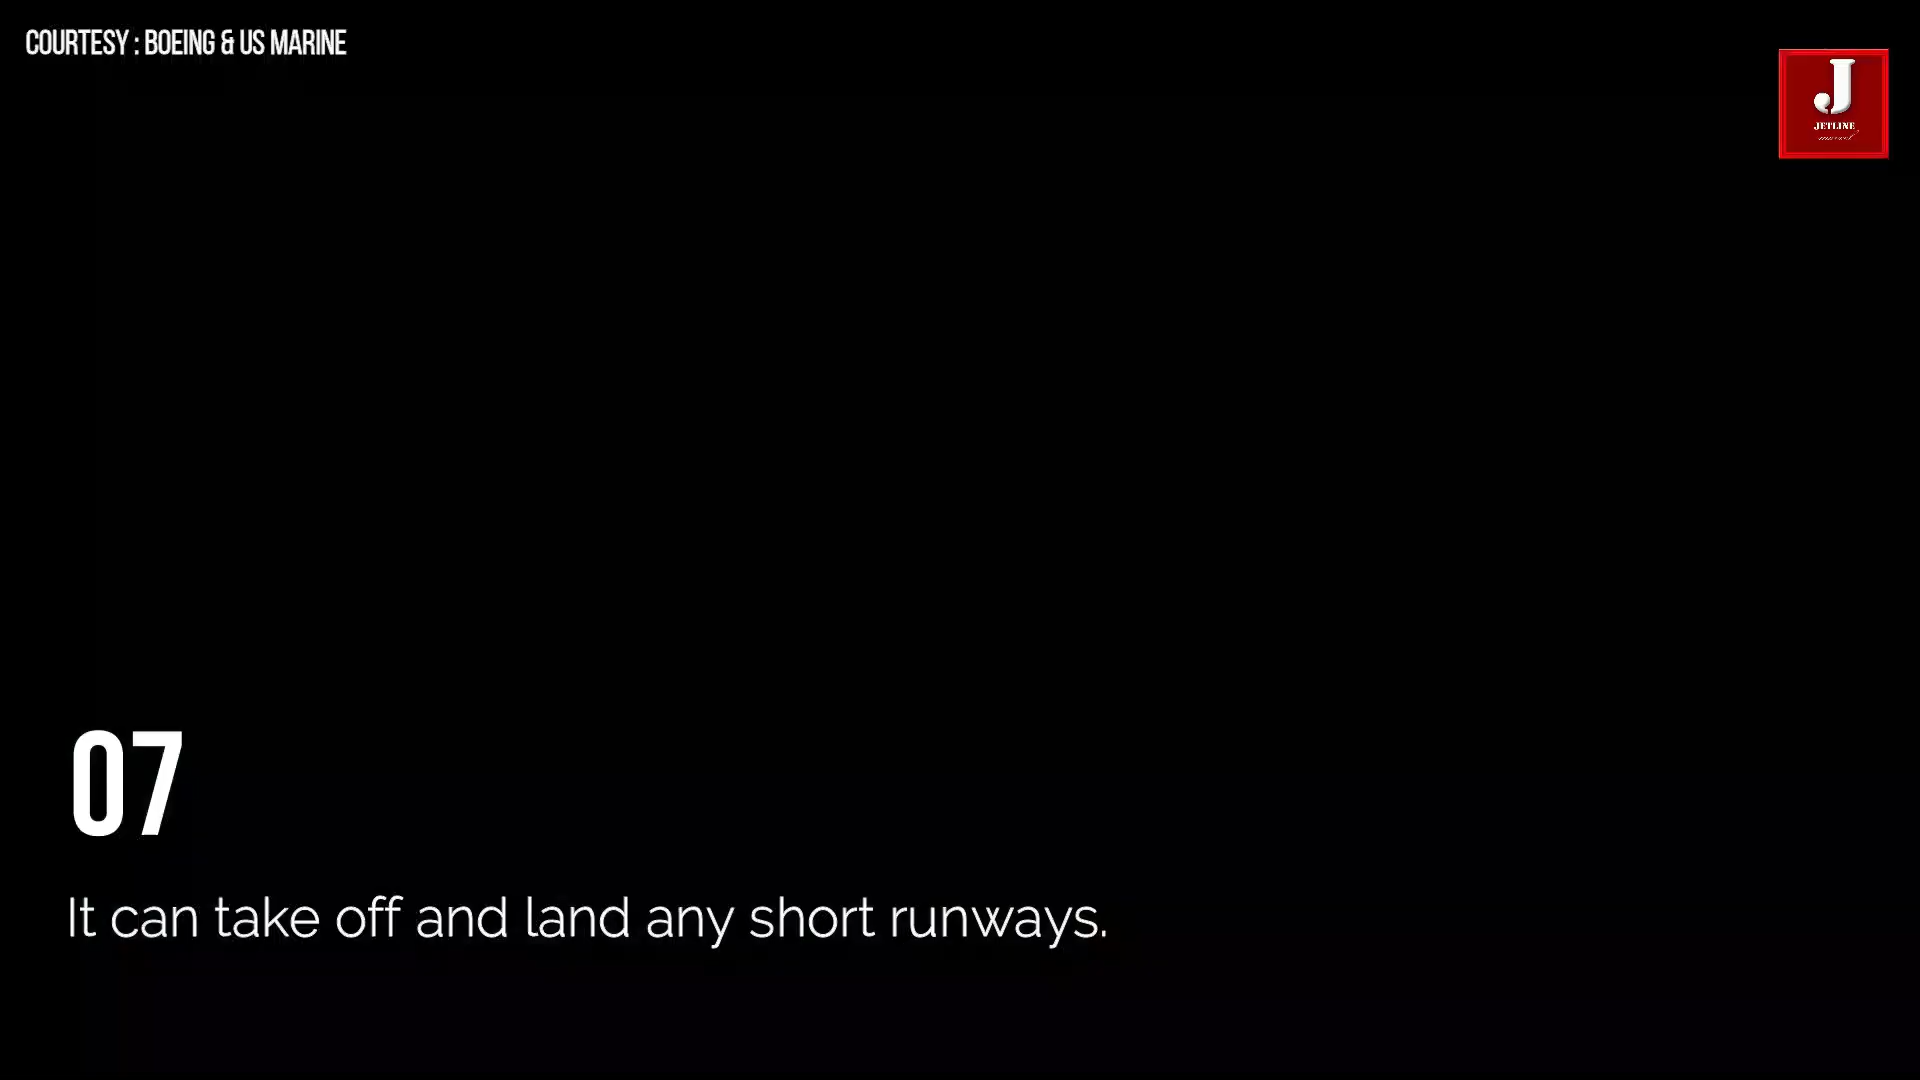 COURTESY : BOEING & US MARINE
J
JETLINE
07
It can take off and land any short runways.